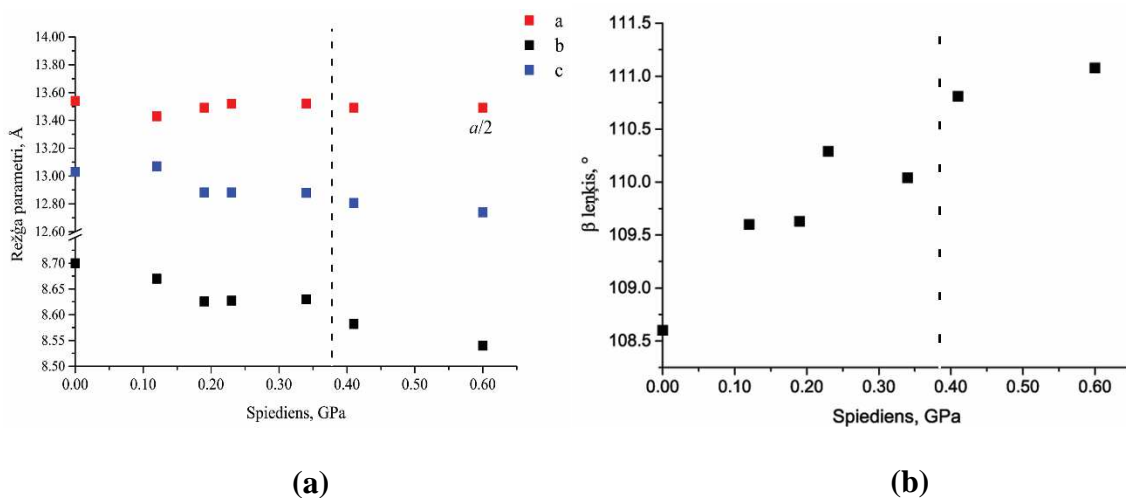 a
b
c
14.00
13.80
13.60
13.40
13.20
13.00
12.80
12.60
8.70
8.65
8.60
8.55
8.50
Režģa parametri, Å
a/2
0.00 0.10 0.20 0.30 0.40 0.50 0.60
Spiediens, GPa
(a)
111.5
111.0
110.5
110.0
109.5
109.0
108.5
β leņķis, °
0.00 0.10 0.20 0.30 0.40 0.50 0.60
Spiediens, GPa
(b)